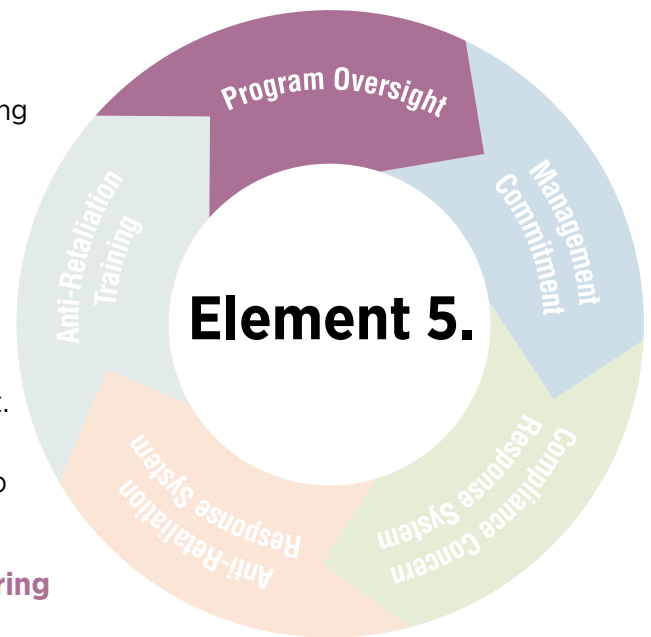 ng
o
ring
Program Oversight
Management
Commitment
Compliance Concern
Response System
Anti-Retaliation
Response System
Anti-Retaliation
Training
Element 5.